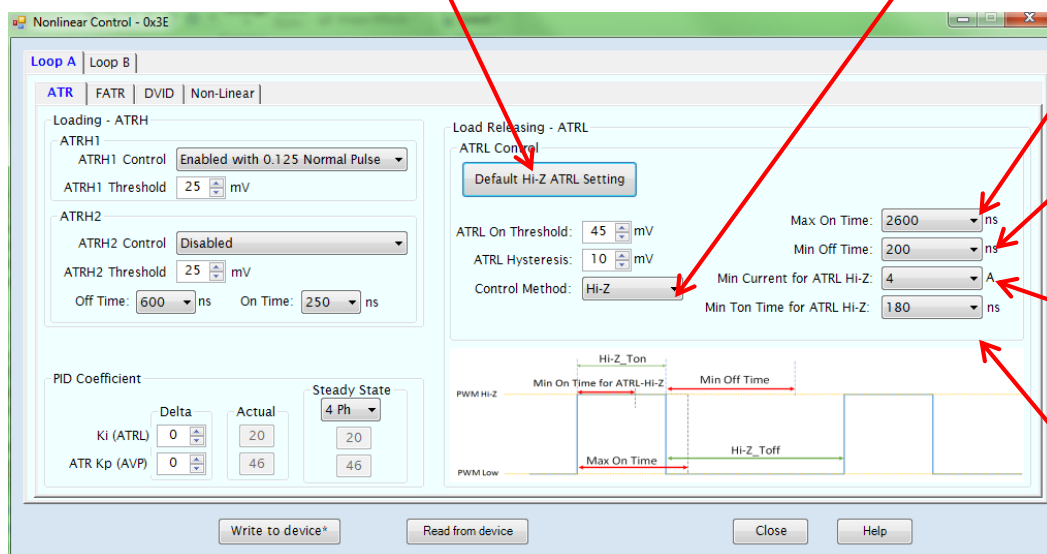 Nonlinear Control - 0x3E
Loop A Loop B
ATR FATR DVID Non-Linear
Loading - ATRH
ATRH1
ATRH1 Control Enabled with 0.125 Normal Pulse
ATRH1 Threshold 25 mV
ATRH2
ATRH2 Control Disabled
ATRH2 Threshold 25 mV
Off Time: 600 ns On Time: 250 ns
PID Coefficient
Delta Actual Steady State
4 Ph
Ki (ATRL) 0 20 20
ATR Kp (AVP) 0 46 46
Load Releasing - ATRL
ATRL Control
Default Hi-Z ATRL Setting
ATRL On Threshold: 45 mV
ATRL Hysteresis: 10 mV
Control Method: Hi-Z
Max On Time: 2600 ns
Min Off Time: 200 ns
Min Current for ATRL Hi-Z: 4 A
Min Ton Time for ATRL Hi-Z: 180 ns
Hi-Z_Ton
Min On Time for ATRL-Hi-Z Min Off Time
PWM Hi-Z
Hi-Z_Toff
Max On Time
PWM Low
Write to device* Read from device Close Help